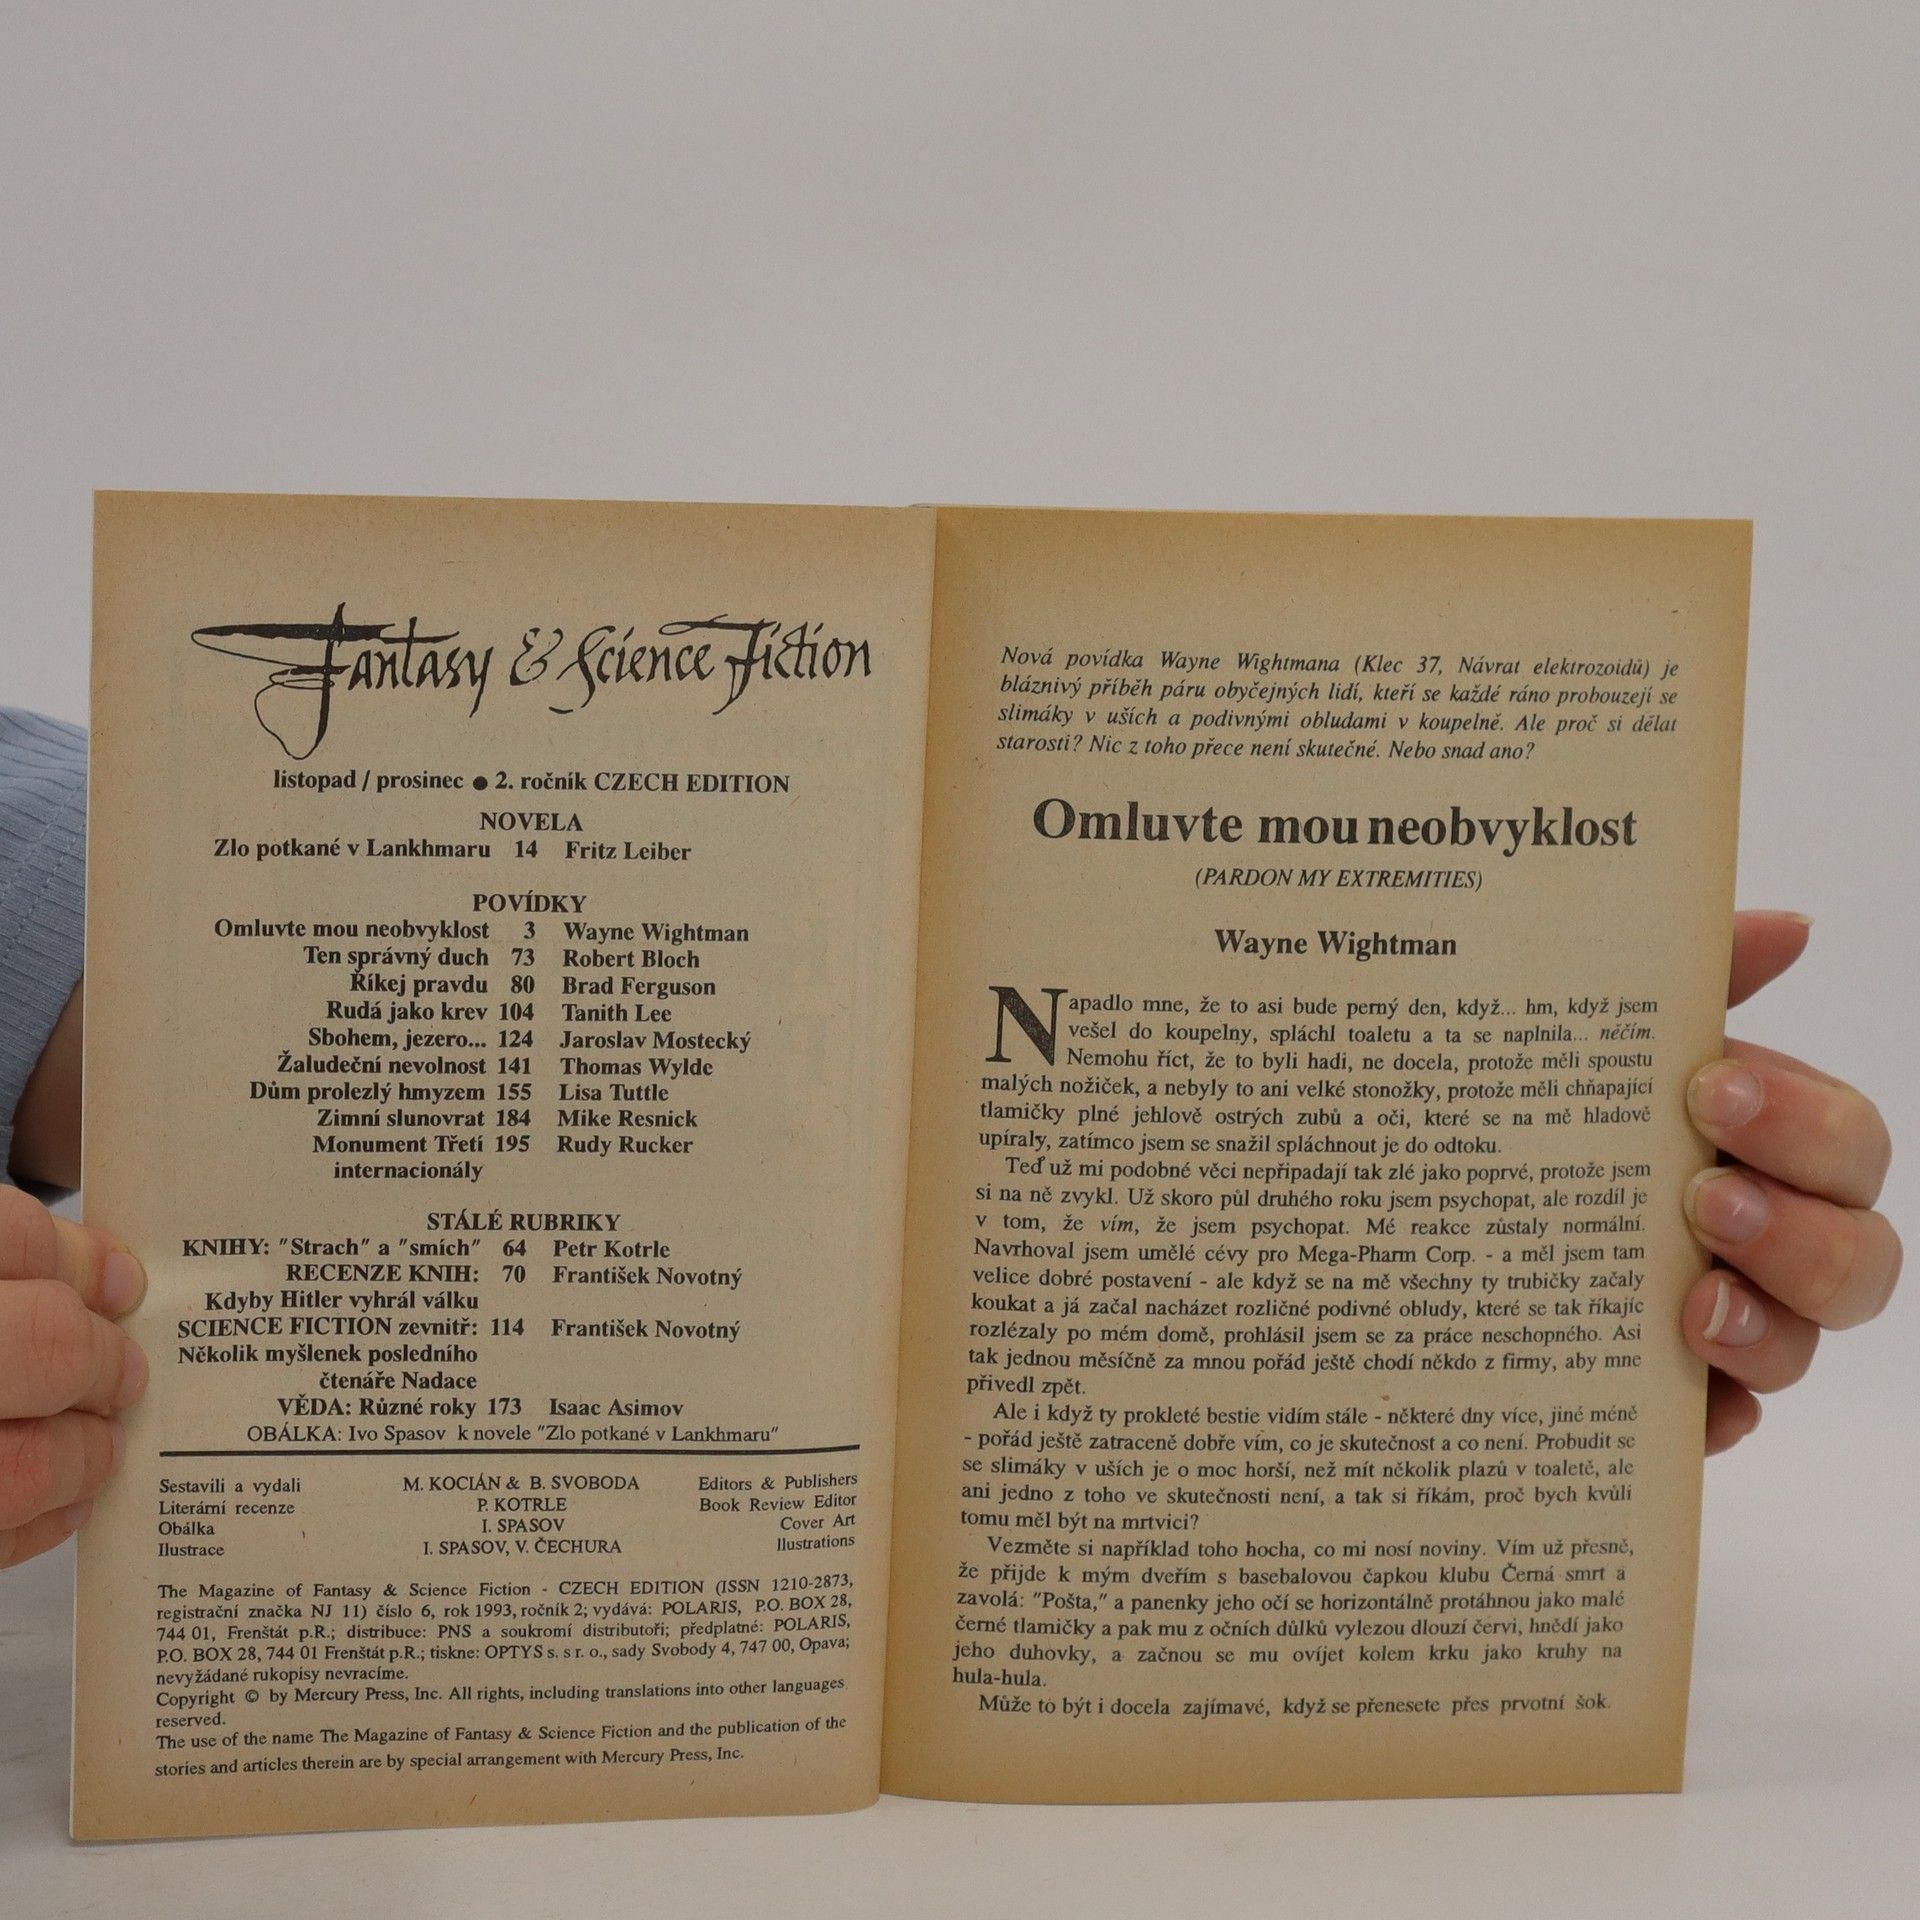 Fantasy & Science Fiction
listopad / prosinec ● 2. ročník CZECH EDITION
NOVELA
Zlo potkané v Lankhmaru 14 Fritz Leiber
POVÍDKY
Omluvte mou neobvyklost 3 Wayne Wightman
Ten správný duch 73 Robert Bloch
Říkej pravdu 80 Brad Ferguson
Rudá jako krev 104 Tanith Lee
Sbohem, jezero... 124 Jaroslav Mostecký
Žaludeční nevolnost 141 Thomas Wylde
Dům prolezlý hmyzem 155 Lisa Tuttle
Zimní slunovrat 184 Mike Resnick
Monument Třetí 195 Rudy Rucker
internacionály
STÁLÉ RUBRIKY
KNIHY: "Strach" a "smích" 64 Petr Kotrle
RECENZE KNIH: 70 František Novotný
Kdyby Hitler vyhrál válku
SCIENCE FICTION zevnitř: 114 František Novotný
Několik myšlenek posledního
čtenáře Nadace
VĚDA: Různé roky 173 Isaac Asimov
OBÁLKA: Ivo Spasov k novele "Zlo potkané v Lankhmaru"
Sestavili a vydali M. KOCIÁN & B. SVOBODA Editors & Publishers
Literární recenze P. KOTRLE Book Review Editor
Obálka I. SPASOV Cover Art
Ilustrace I. SPASOV, V. ČECHURA Ilustrations
The Magazine of Fantasy & Science Fiction - CZECH EDITION (ISSN 1210-2873,
registrační značka NJ 11) číslo 6, rok 1993, ročník 2; vydává: POLARIS, P.O. BOX 28,
744 01, Frenštát p.R.; distribuce: PNS a soukromí distributoři; předplatné: POLARIS,
P.O. BOX 28, 744 01 Frenštát p.R.; tiskne: OPTYS s. s r. o., sady Svobody 4, 747 00, Opava;
nevyžádané rukopisy nevracíme.
Copyright © by Mercury Press, Inc. All rights, including translations into other languages
reserved.
The use of the name The Magazine of Fantasy & Science Fiction and the publication of the
stories and articles therein are by special arrangement with Mercury Press, Inc.
Nová povídka Wayne Wightmana (Klec 37, Návrat elektrozoidů) je
bláznivý příběh páru obyčejných lidí, kteří se každé ráno probouzejí se
slimáky v uších a podivnými obludami v koupelně. Ale proč si dělat
starosti? Nic z toho přece není skutečné. Nebo snad ano?
Omluvte mou neobvyklost
(PARDON MY EXTREMITIES)
Wayne Wightman
Napadlo mne, že to asi bude perný den, když... hm, když jsem
vešel do koupelny, spláchl toaletu a ta se naplnila... něčím.
Nemohu říct, že to byli hadi, ne docela, protože měli spoustu
malých nožiček, a nebyly to ani velké stonožky, protože měli chňapající
tlamičky plné jehlově ostrých zubů a oči, které se na mě hladově
upíraly, zatímco jsem se snažil spláchnout je do odtoku.
Teď už mi podobné věci nepřipadají tak zlé jako poprvé, protože jsem
si na ně zvykl. Už skoro půl druhého roku jsem psychopat, ale rozdíl je
v tom, že vím, že jsem psychopat. Mé reakce zůstaly normální.
Navrhoval jsem umělé cévy pro Mega-Pharm Corp. - a měl jsem tam
velice dobré postavení - ale když se na mě všechny ty trubičky začaly
koukat a já začal nacházet rozličné podivné obludy, které se tak říkajíc
rozlézaly po mém domě, prohlásil jsem se za práce neschopného. Asi
tak jednou měsíčně za mnou pořád ještě chodí někdo z firmy, aby mne
přivedl zpět.
Ale i když ty prokleté bestie vidím stále - některé dny více, jiné méně
- pořád ještě zatraceně dobře vím, co je skutečnost a co není. Probudit se
se slimáky v uších je o moc horší, než mít několik plazů v toaletě, ale
ani jedno z toho ve skutečnosti není, a tak si říkám, proč bych kvůli
tomu měl být na mrtvici?
Vezměte si například toho hocha, co mi nosí noviny. Vím už přesně,
že přijde k mým dveřím s basebalovou čapkou klubu Černá smrt a
zavolá: "Pošta," a panenky jeho očí se horizontálně protáhnou jako malé
černé tlamičky a pak mu z očních důlků vylezou dlouzí červi, hnědí jako
jeho duhovky, a začnou se mu ovíjet kolem krku jako kruhy na
hula-hula.
Může to být i docela zajímavé, když se přenesete přes prvotní šok.